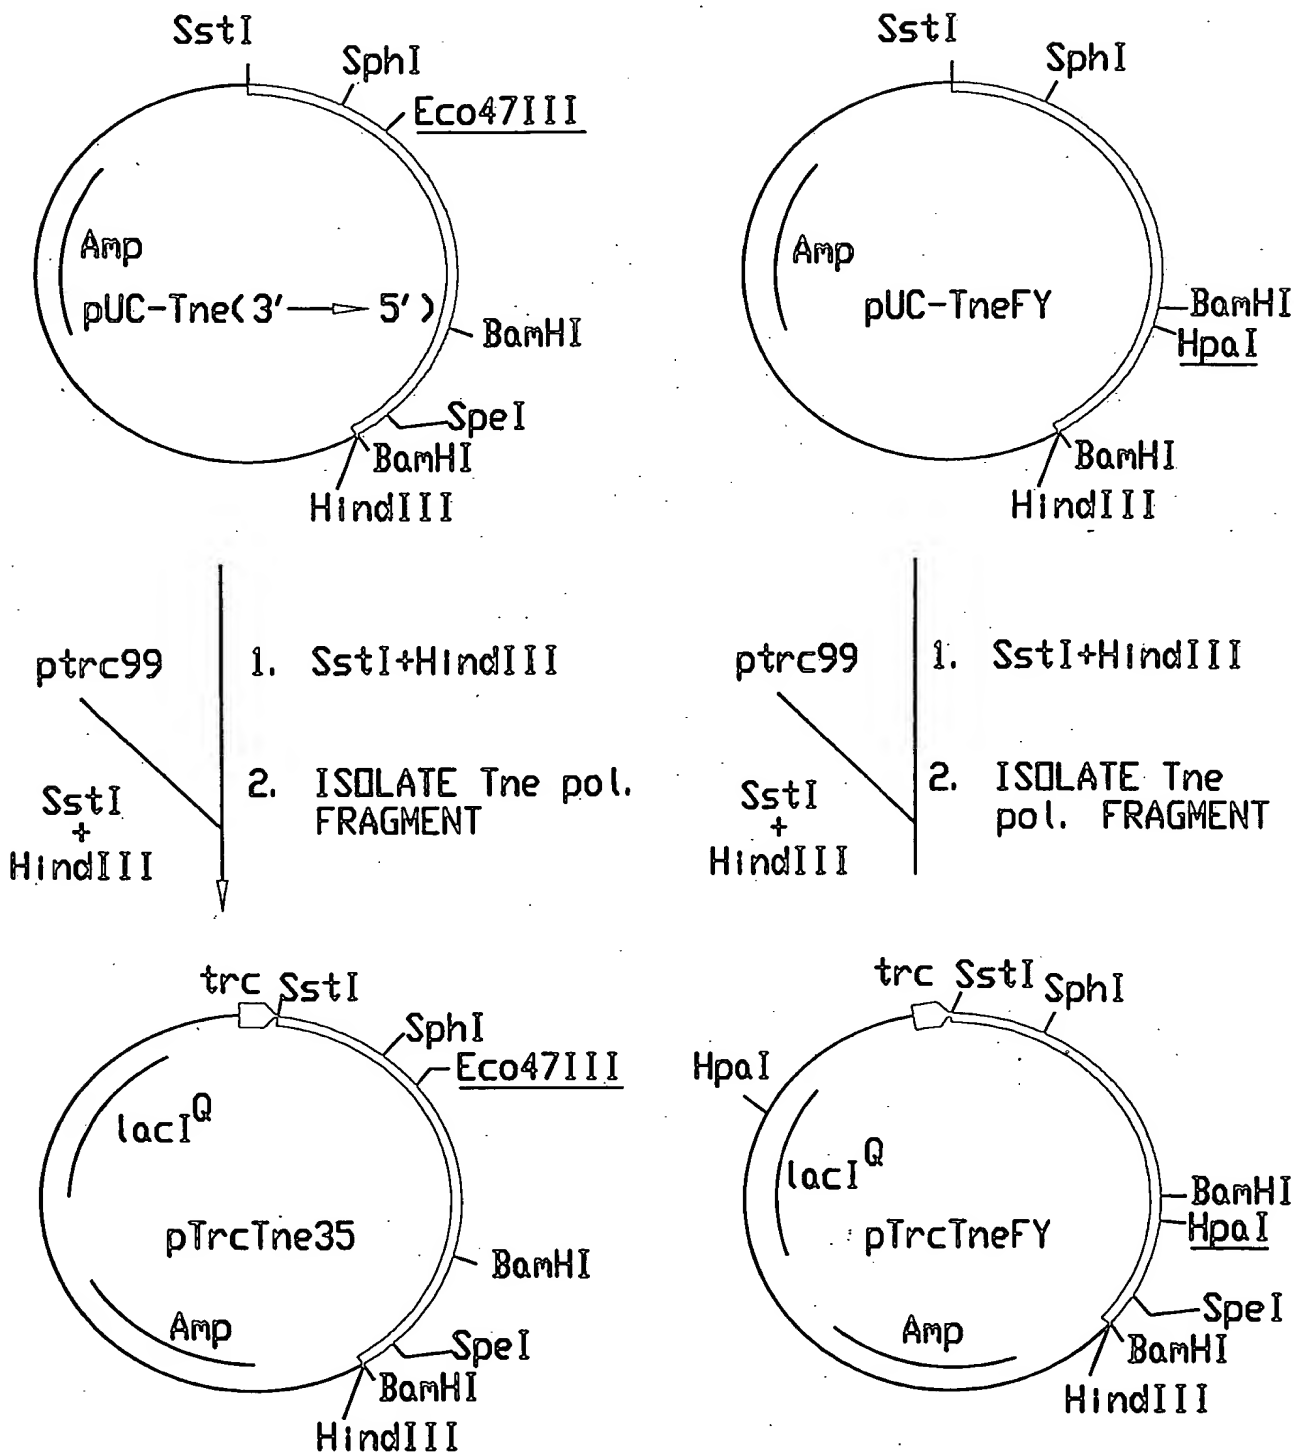 SstI
SphI
Eco47III
Amp
pUC-Tne(3' → 5')
BamHI
SpeI
BamHI
HindIII
SstI
SphI
Amp
pUC-TneFY
BamHI
HpaI
BamHI
HindIII
ptrc99
1. SstI+HindIII
2. ISOLATE Tne pol.
FRAGMENT
SstI
+
HindIII
ptrc99
1. SstI+HindIII
2. ISOLATE Tne
pol. FRAGMENT
SstI
+
HindIII
trc SstI
SphI
Eco47III
lacI^Q
pTrcTne35
BamHI
Amp
SpeI
BamHI
HindIII
trc SstI
SphI
HpaI
lacI^Q
BamHI
pTrcTneFY
HpaI
SpeI
Amp
BamHI
HindIII